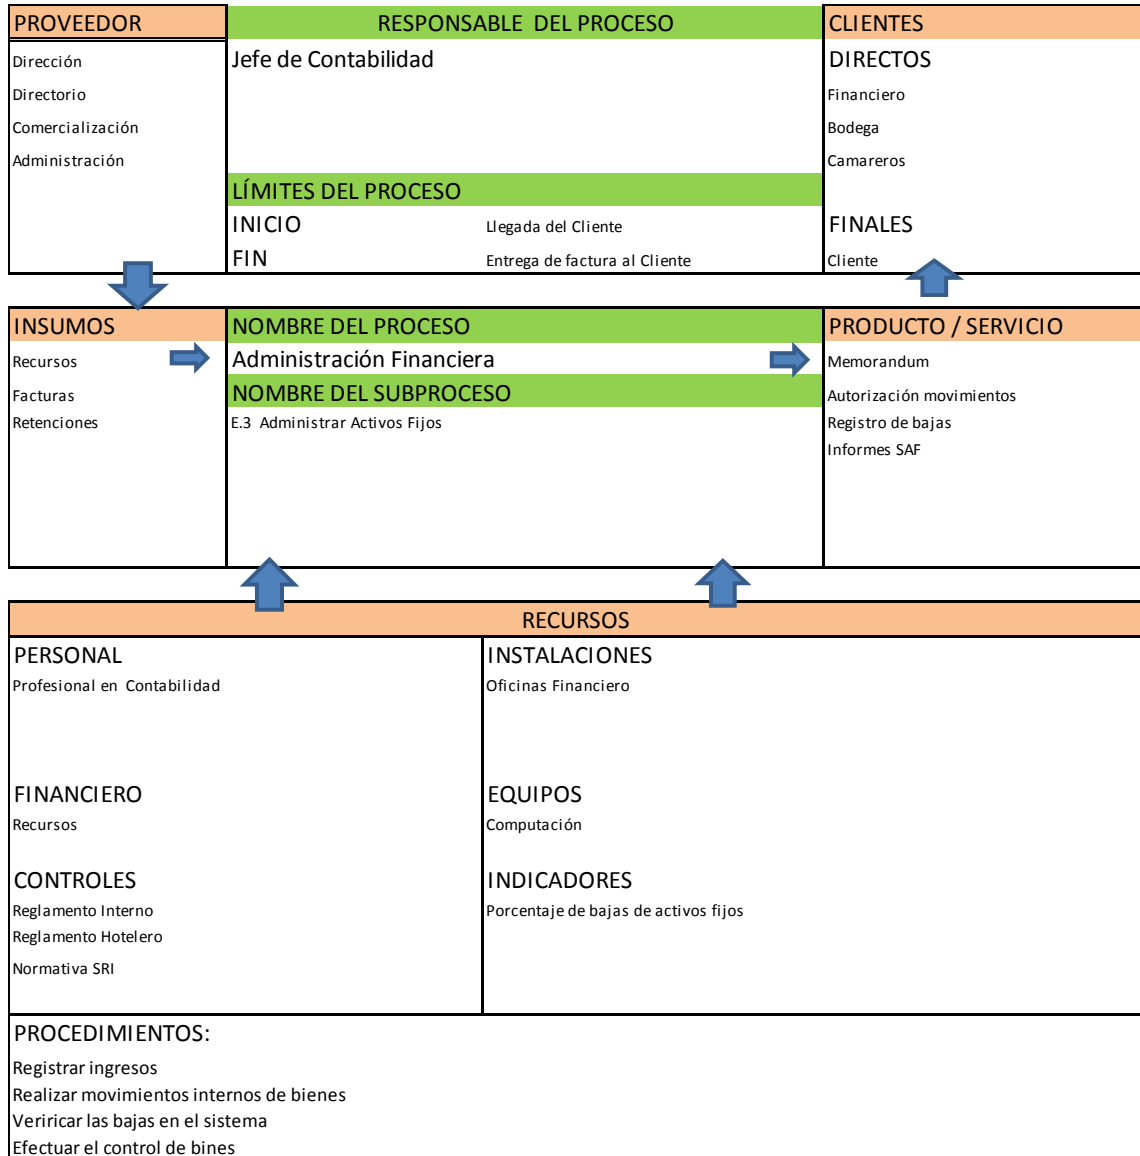 PROVEEDOR
Dirección
Directorio
Comercialización
Administración
RESPONSABLE DEL PROCESO
Jefe de Contabilidad
LÍMITES DEL PROCESO
INICIO Llegada del Cliente
FIN Entrega de factura al Cliente
CLIENTES
DIRECTOS
Financiero
Bodega
Camareros
FINALES
Cliente
INSUMOS
Recursos
Facturas
Retenciones
NOMBRE DEL PROCESO
Administración Financiera
NOMBRE DEL SUBPROCESO
E.3 Administrar Activos Fijos
PRODUCTO / SERVICIO
Memorandum
Autorización movimientos
Registro de bajas
Informes SAF
RECURSOS
PERSONAL
Profesional en Contabilidad
INSTALACIONES
Oficinas Financiero
FINANCIERO
Recursos
EQUIPOS
Computación
CONTROLES
Reglamento Interno
Reglamento Hotelero
Normativa SRI
INDICADORES
Porcentaje de bajas de activos fijos
PROCEDIMIENTOS:
Registrar ingresos
Realizar movimientos internos de bienes
Veriricar las bajas en el sistema
Efectuar el control de bines